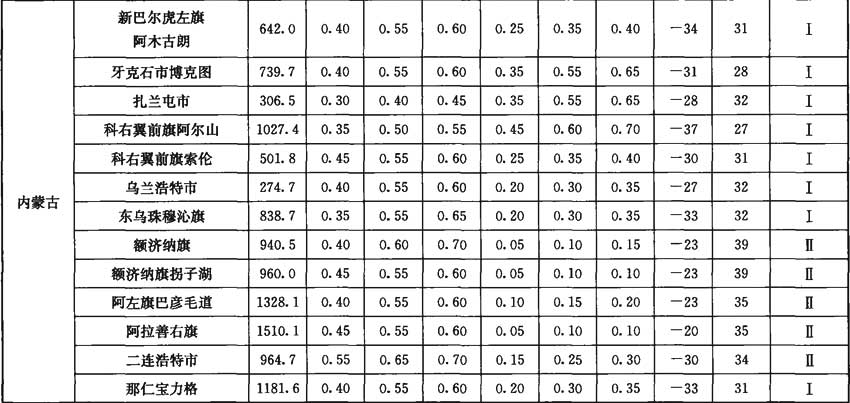 内蒙古
新巴尔虎左旗
阿木古朗 642.0 0.40 0.55 0.60 0.25 0.35 0.40 -34 31 Ⅰ
牙克石市博克图 739.7 0.40 0.55 0.60 0.35 0.55 0.65 -31 28 Ⅰ
扎兰屯市 306.5 0.30 0.40 0.45 0.35 0.55 0.65 -28 32 Ⅰ
科右翼前旗阿尔山 1027.4 0.35 0.50 0.55 0.45 0.60 0.70 -37 27 Ⅰ
科右翼前旗索伦 501.8 0.45 0.55 0.60 0.25 0.35 0.40 -30 31 Ⅰ
乌兰浩特市 274.7 0.40 0.55 0.60 0.20 0.30 0.35 -27 32 Ⅰ
东乌珠穆沁旗 838.7 0.35 0.55 0.65 0.20 0.30 0.35 -33 32 Ⅰ
额济纳旗 940.5 0.40 0.60 0.70 0.05 0.10 0.15 -23 39 Ⅱ
额济纳旗拐子湖 960.0 0.45 0.55 0.60 0.05 0.10 0.10 -23 39 Ⅱ
阿左旗巴彦毛道 1328.1 0.40 0.55 0.60 0.10 0.15 0.20 -23 35 Ⅱ
阿拉善右旗 1510.1 0.45 0.55 0.60 0.05 0.10 0.10 -20 35 Ⅱ
二连浩特市 964.7 0.55 0.65 0.70 0.15 0.25 0.30 -30 34 Ⅱ
那仁宝力格 1181.6 0.40 0.55 0.60 0.20 0.30 0.35 -33 31 Ⅰ